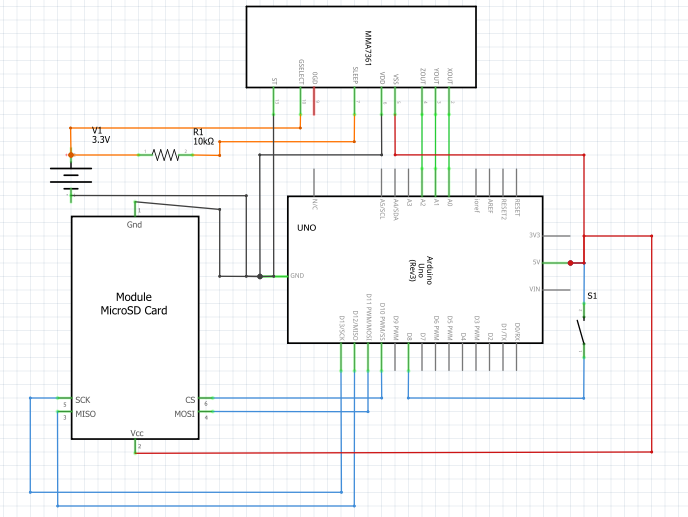 MMA7361
ST
GSELECT
0GD
SLEEP
VDD
VSS
ZOUT
YOUT
XOUT
V1
3.3V
R1
10kΩ
1
2
N/C
A5/SCL
A4/SDA
A3
A2
A1
A0
ioref
AREF
RESET2
RESET
1
Gnd
UNO
3V3
Arduino
Uno
(Rev3)
5V
GND
VIN
Module
MicroSD Card
S1
D13/SCK
D12/MISO
D11 PWM/MOSI
D10 PWM/SS
D9 PWM
D8
D7
D6 PWM
D5 PWM
D4
D3 PWM
D2
D1/TX
D0/RX
SCK
CS
5
6
MISO
MOSI
3
4
Vcc
2